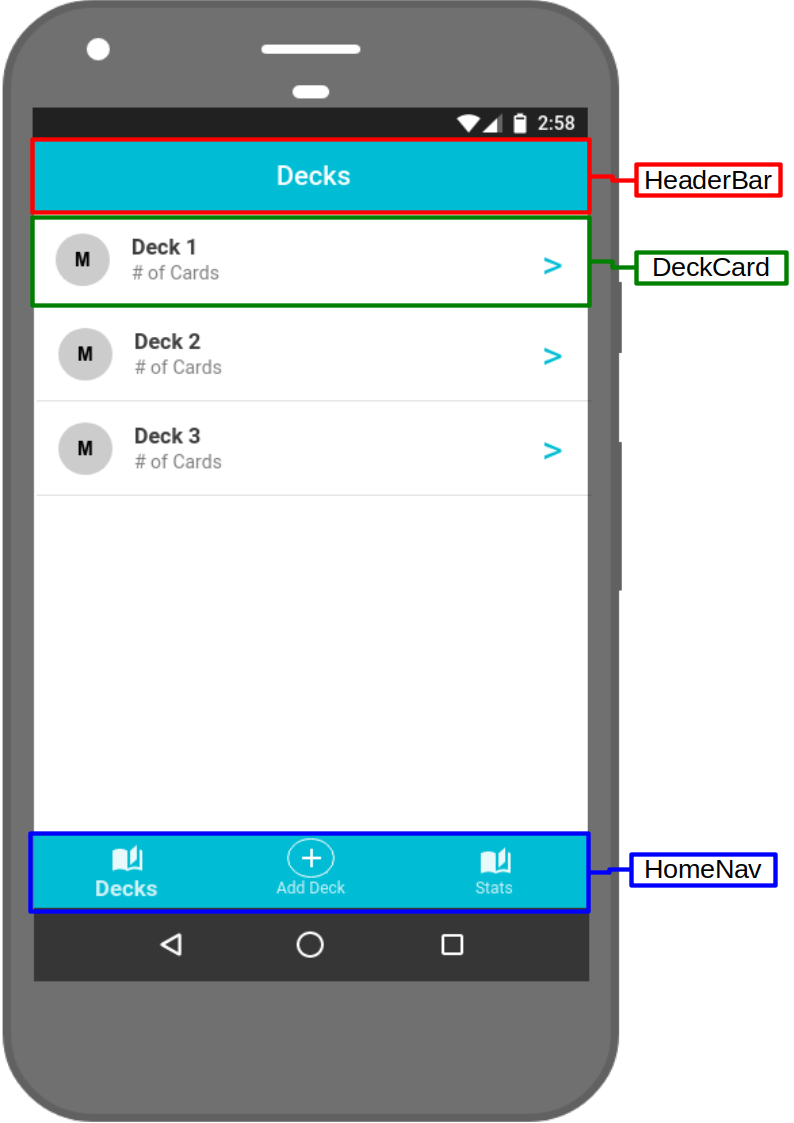 2:58
Decks
HeaderBar
M
Deck 1
# of Cards
>
DeckCard
M
Deck 2
# of Cards
>
M
Deck 3
# of Cards
>
Decks
Add Deck
Stats
HomeNav